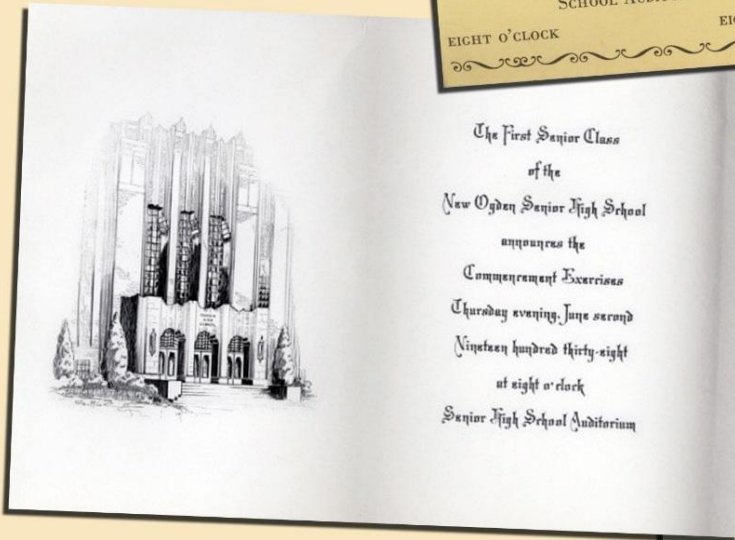 SCHOOL
EIGHT O'CLOCK
The First Senior Class
of the
New Ogden Senior High School
announces the
Commencement Exercises
Thursday evening, June second
Nineteen hundred thirty-eight
at eight o'clock
Senior High School Auditorium